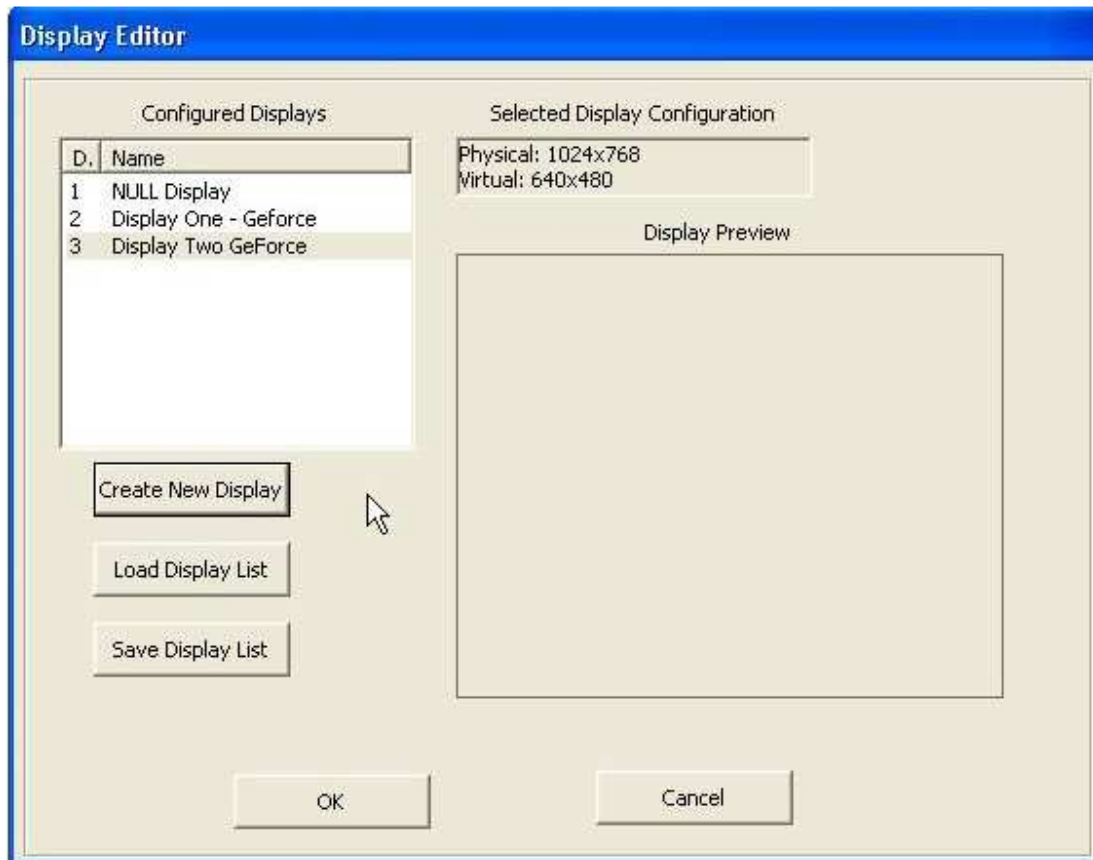 Display Editor
Configured Displays
D. Name
1 NULL Display
2 Display One - Geforce
3 Display Two GeForce
Create New Display
Load Display List
Save Display List
Selected Display Configuration
Physical: 1024x768
Virtual: 640x480
Display Preview
OK
Cancel